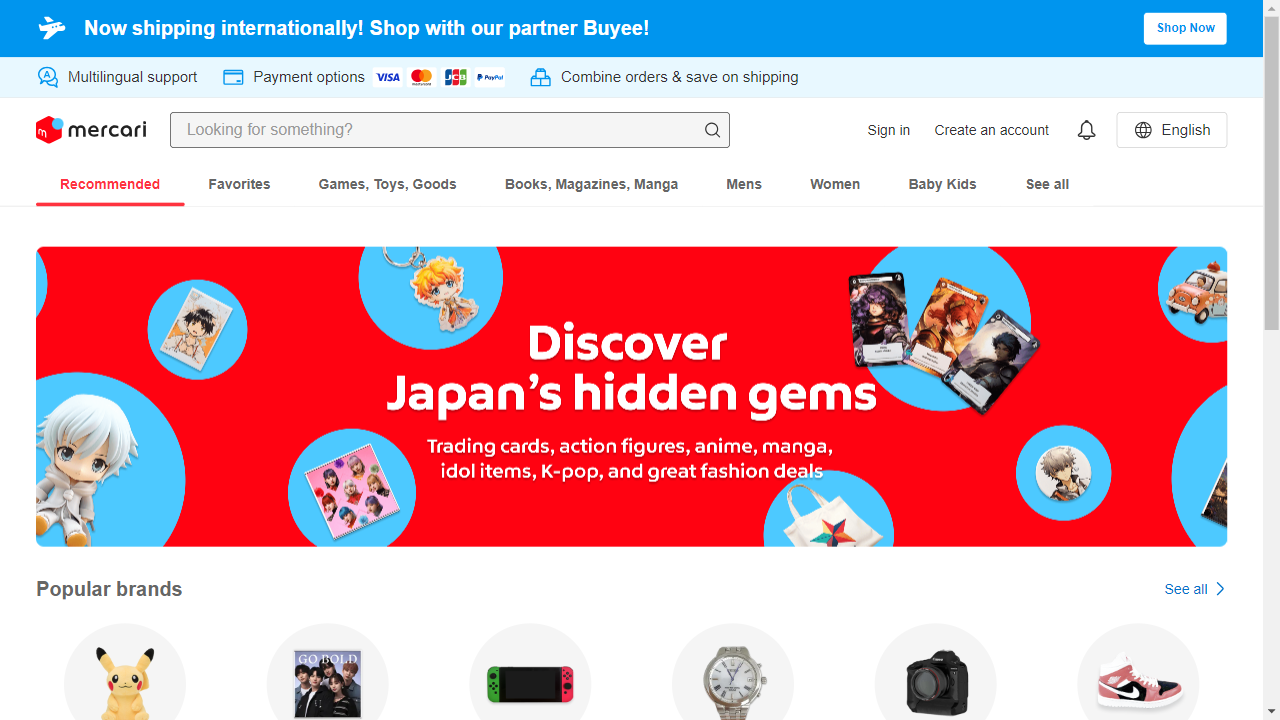 Now shipping internationally! Shop with our partner Buyee!
Shop Now
Multilingual support
Payment options
VISA
mastercard
JCB
PayPal
Combine orders & save on shipping
mercari
Looking for something?
Sign in
Create an account
English
Recommended
Favorites
Games, Toys, Goods
Books, Magazines, Manga
Mens
Women
Baby Kids
See all
Discover
Japan's hidden gems
Trading cards, action figures, anime, manga,
idol items, K-pop, and great fashion deals
Popular brands
See all
GO BOLD
Canon